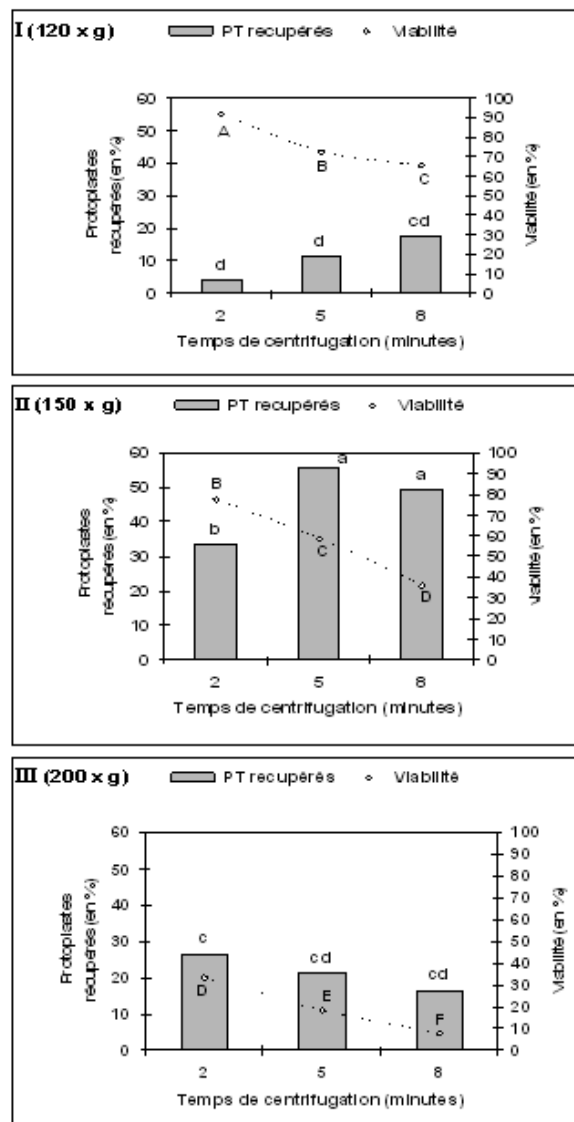 I (120 x g) PT recupérés Viabilité
Protoplastes
récupérés (en %)
60
50
40
30
20
10
0
A
B
C
d
d
cd
100
90
80
70
60
50
40
30
20
10
0
Viabilité (en %)
2 5 8
Temps de centrifugation (minutes)
II (150 x g) PT recupérés Viabilité
Protoplastes
récupérés (en %)
60
50
40
30
20
10
0
B
b
a
C
a
D
100
90
80
70
60
50
40
30
20
10
0
Viabilité (en %)
2 5 8
Temps de centrifugation (minutes)
III (200 x g) PT recupérés Viabilité
Protoplastes
récupérés (en %)
60
50
40
30
20
10
0
c
D
cd
E
cd
F
100
90
80
70
60
50
40
30
20
10
0
Viabilité (en %)
2 5 8
Temps de centrifugation (minutes)